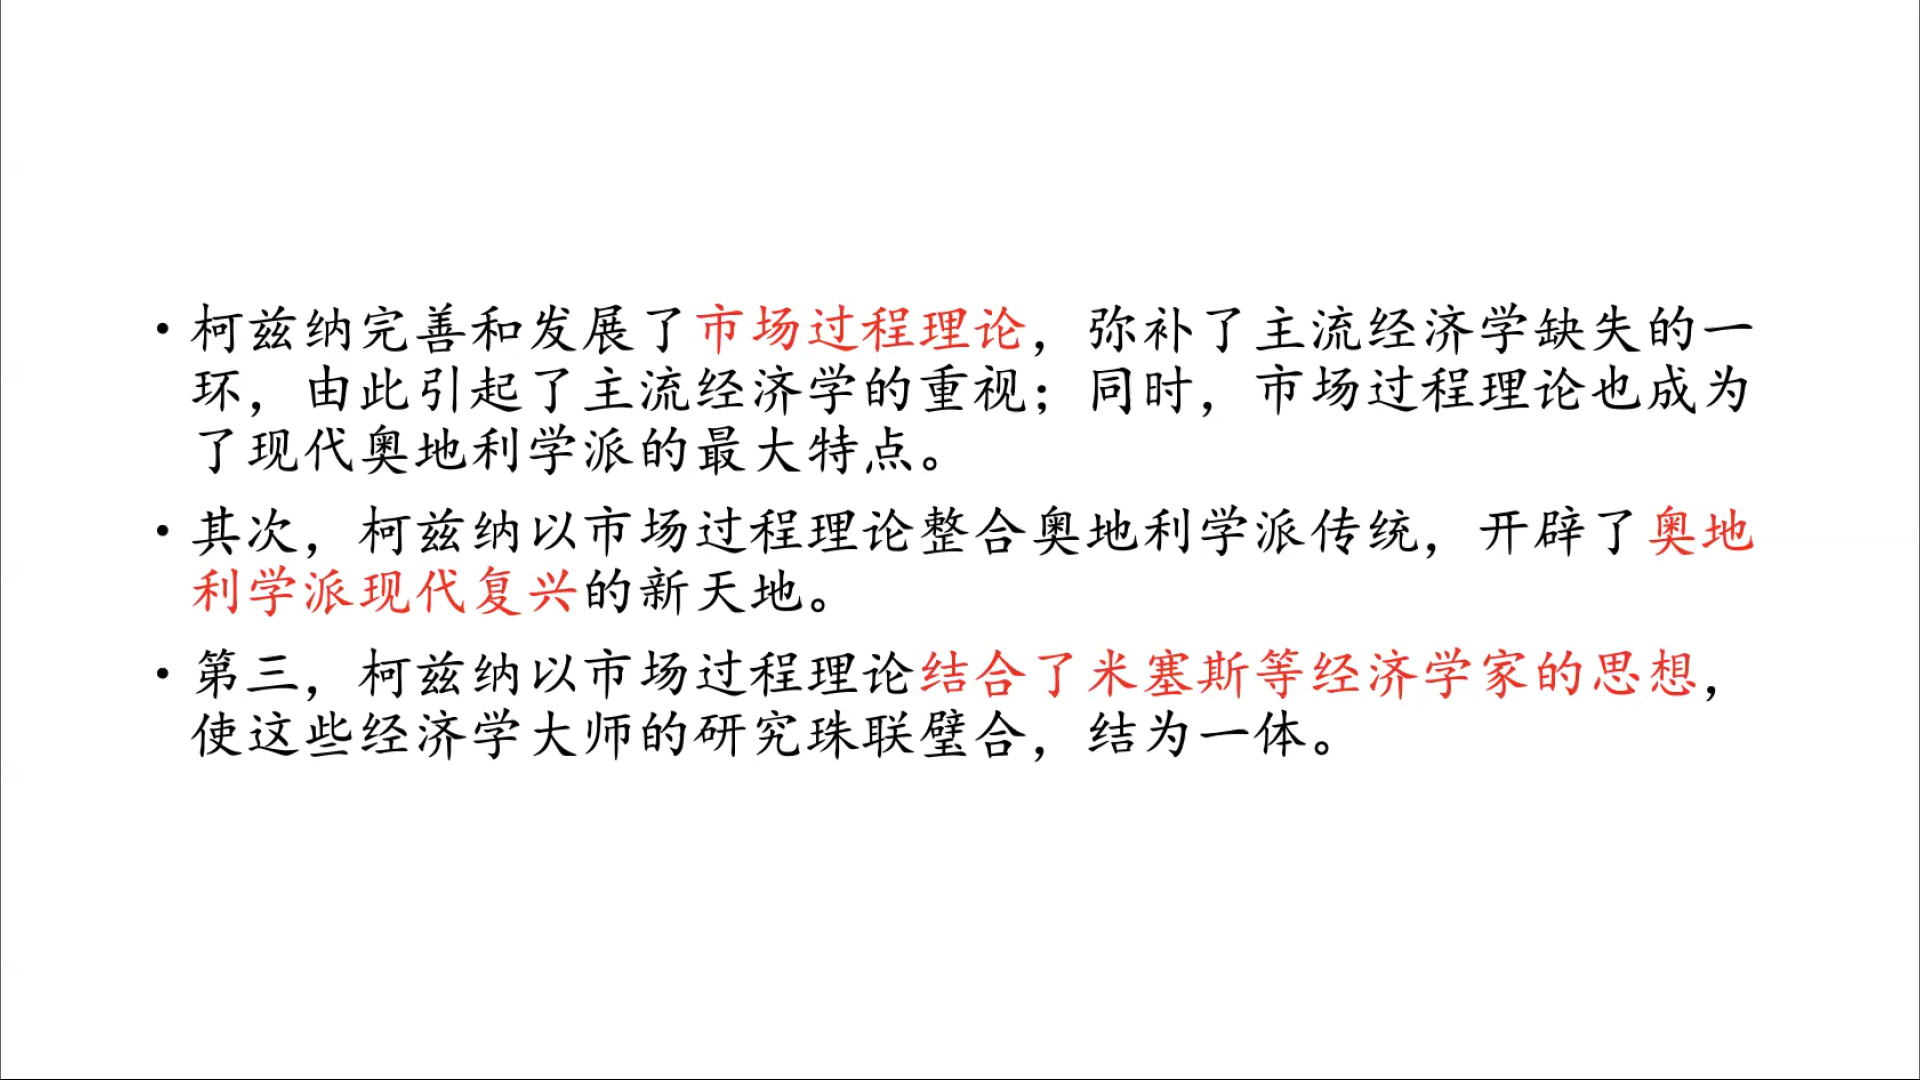 • 柯兹纳完善和发展了市场过程理论，弥补了主流经济学缺失的一
环，由此引起了主流经济学的重视；同时，市场过程理论也成为
了现代奥地利学派的最大特点。
• 其次，柯兹纳以市场过程理论整合奥地利学派传统，开辟了奥地
利学派现代复兴的新天地。
• 第三，柯兹纳以市场过程理论结合了米塞斯等经济学家的思想，
使这些经济学大师的研究珠联璧合，结为一体。